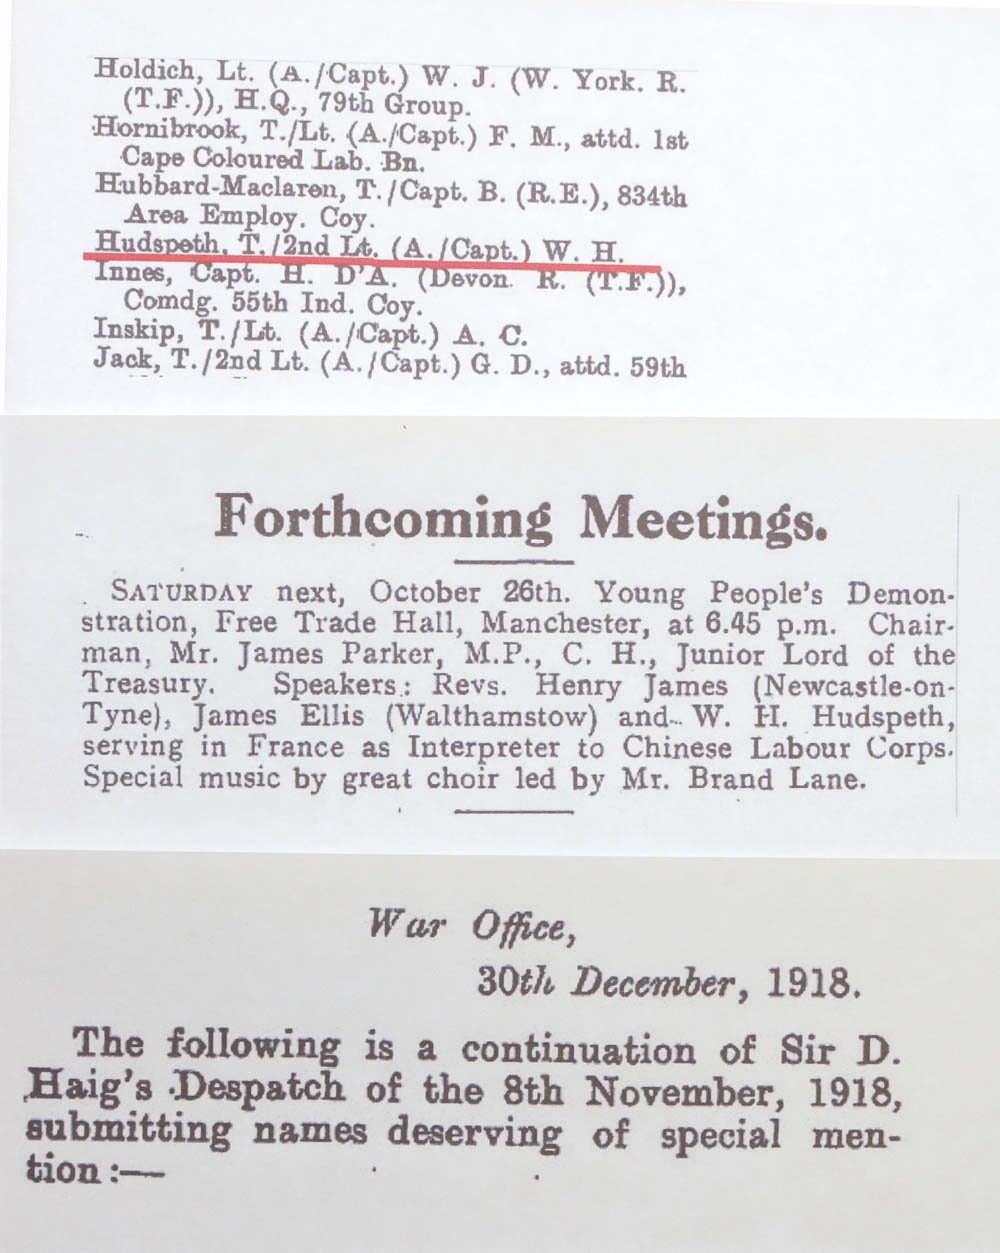 Holdich, Lt. (A./Capt.) W. J. (W. York. R.
(T.F.)), H.Q., 79th Group.
Hornibrook, T./Lt. (A./Capt.) F. M., attd. 1st
Cape Coloured Lab. Bn.
Hubbard-Maclaren, T./Capt. B. (R.E.), 834th
Area Employ. Coy.
Hudspeth, T./2nd Lt. (A./Capt.) W. H.
Innes, Capt. H. D'A. (Devon. R. (T.F.)),
Comdg. 55th Ind. Coy.
Inskip, T./Lt. (A./Capt.) A. C.
Jack, T./2nd Lt. (A./Capt.) G. D., attd. 59th
Forthcoming Meetings.
SATURDAY next, October 26th. Young People's Demon-
stration, Free Trade Hall, Manchester, at 6.45 p.m. Chair-
man, Mr. James Parker, M.P., C. H., Junior Lord of the
Treasury. Speakers: Revs. Henry James (Newcastle-on-
Tyne), James Ellis (Walthamstow) and W. H. Hudspeth,
serving in France as Interpreter to Chinese Labour Corps.
Special music by great choir led by Mr. Brand Lane.
War Office,
30th December, 1918.
The following is a continuation of Sir D.
Haig's Despatch of the 8th November, 1918,
submitting names deserving of special men-
tion :—